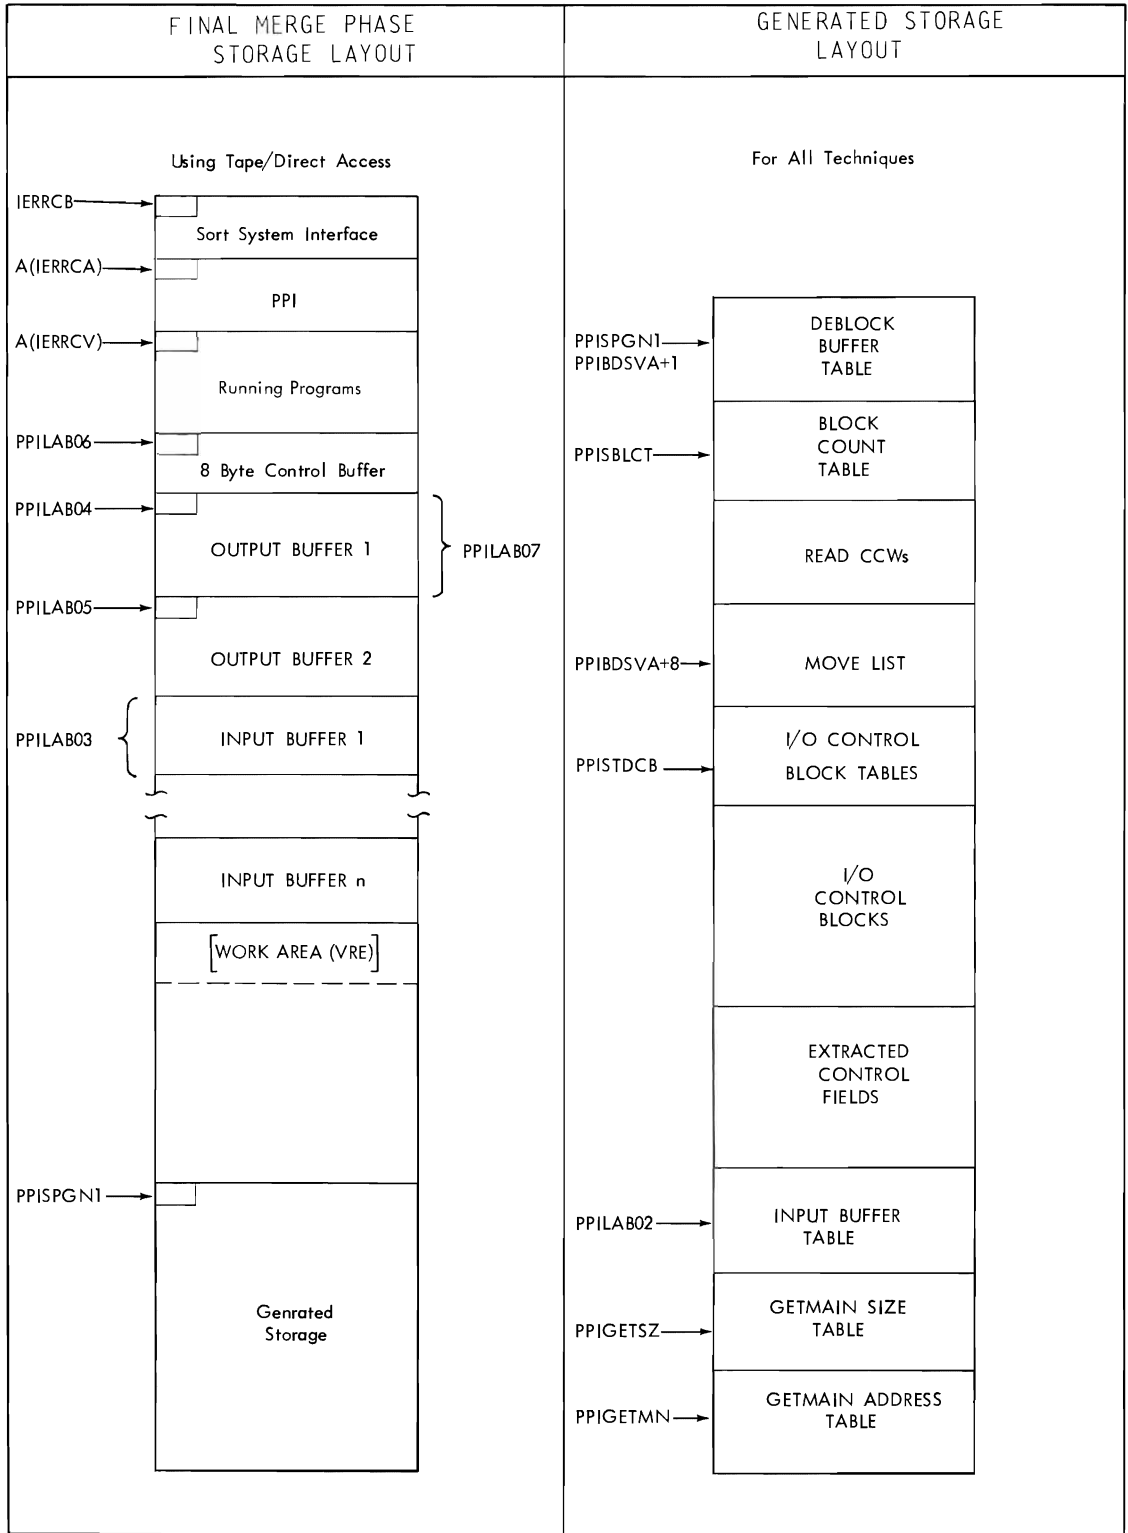 FINAL MERGE PHASE
STORAGE LAYOUT
Using Tape/Direct Access
IERRCB
Sort System Interface
A(IERRCA)
PPI
A(IERRCV)
Running Programs
PPILAB06
8 Byte Control Buffer
PPILAB04
OUTPUT BUFFER 1
PPILAB07
PPILAB05
OUTPUT BUFFER 2
PPILAB03
INPUT BUFFER 1
INPUT BUFFER n
[WORK AREA (VRE)]
PPISPGN1
Genrated
Storage
GENERATED STORAGE
LAYOUT
For All Techniques
PPISPGN1
PPIBDSVA+1
DEBLOCK
BUFFER
TABLE
PPISBLCT
BLOCK
COUNT
TABLE
READ CCWs
PPIBDSVA+8
MOVE LIST
PPISTDCB
I/O CONTROL
BLOCK TABLES
I/O
CONTROL
BLOCKS
EXTRACTED
CONTROL
FIELDS
PPILAB02
INPUT BUFFER
TABLE
PPIGETSZ
GETMAIN SIZE
TABLE
PPIGETMN
GETMAIN ADDRESS
TABLE